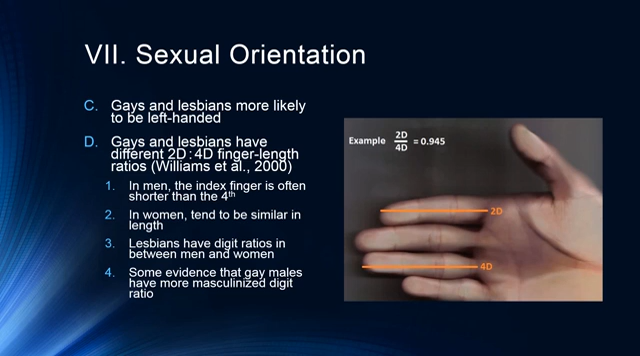 VII. Sexual Orientation
C. Gays and lesbians more likely
to be left-handed
D. Gays and lesbians have
different 2D:4D finger-length
ratios (Williams et al., 2000)
1. In men, the index finger is often
shorter than the 4th
2. In women, tend to be similar in
length
3. Lesbians have digit ratios in
between men and women
4. Some evidence that gay males
have more masculinized digit
ratio
Example 2D/4D = 0.945
2D
4D